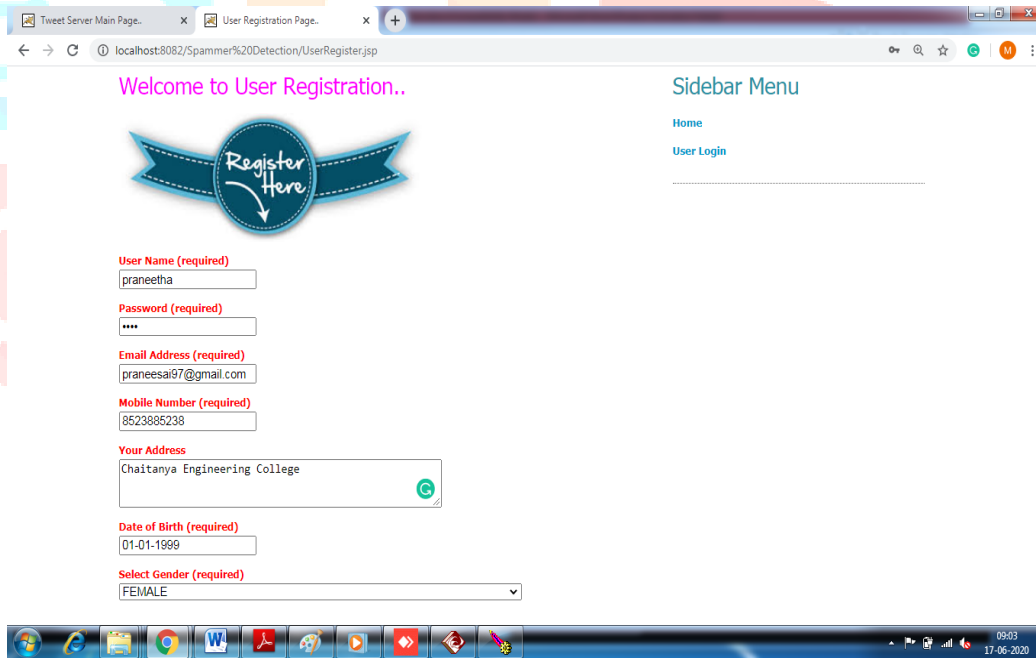 Tweet Server Main Page..
User Registration Page..
localhost:8082/Spammer%20Detection/UserRegister.jsp
M
Welcome to User Registration..
Register
Here
User Name (required)
praneetha
Password (required)
••••
Email Address (required)
praneesai97@gmail.com
Mobile Number (required)
8523885238
Your Address
Chaitanya Engineering College
G
Date of Birth (required)
01-01-1999
Select Gender (required)
FEMALE
Sidebar Menu
Home
User Login
W
09:03
17-06-2020